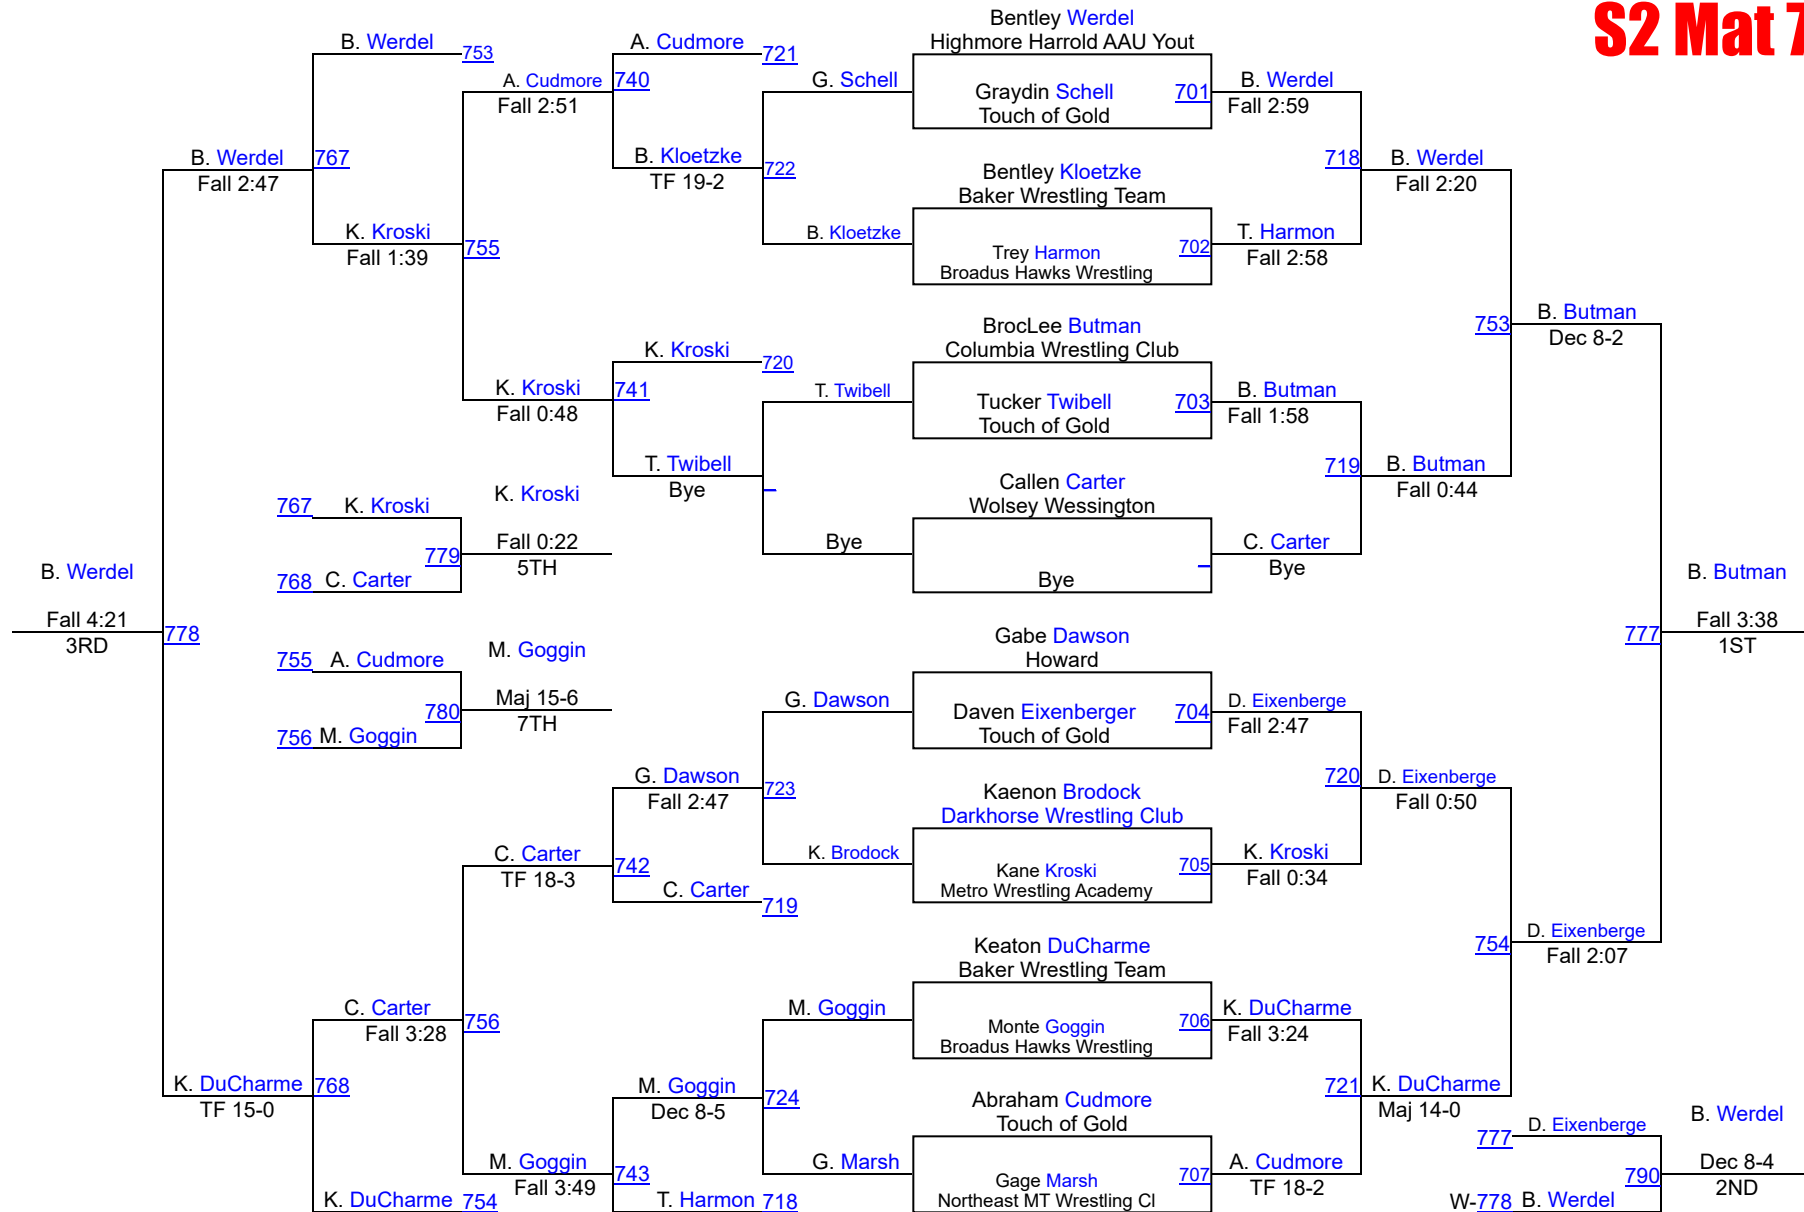 S2 Mat 7
Bentley Werdel
Highmore Harrold AAU Yout
B. Werdel 753
A. Cudmore 721
A. Cudmore 740
Fall 2:51
G. Schell
Graydin Schell 701
Touch of Gold
B. Werdel
Fall 2:59
B. Werdel 767
Fall 2:47
B. Kloetzke 722
TF 19-2
Bentley Kloetzke
Baker Wrestling Team
718 B. Werdel
Fall 2:20
K. Kroski 755
Fall 1:39
B. Kloetzke
Trey Harmon 702
Broadus Hawks Wrestling
T. Harmon
Fall 2:58
BrocLee Butman
Columbia Wrestling Club
753 B. Butman
Dec 8-2
K. Kroski 720
K. Kroski 741
Fall 0:48
T. Twibell
Tucker Twibell 703
Touch of Gold
B. Butman
Fall 1:58
T. Twibell
Bye
Callen Carter
Wolsey Wessington
719 B. Butman
Fall 0:44
767 K. Kroski
K. Kroski
Fall 0:22
779
5TH
768 C. Carter
Bye
Bye
C. Carter
Bye
B. Werdel
Fall 4:21
3RD
778
B. Butman
Fall 3:38
777
1ST
Gabe Dawson
Howard
755 A. Cudmore
M. Goggin
Maj 15-6
780
7TH
756 M. Goggin
G. Dawson
Daven Eixenberger 704
Touch of Gold
D. Eixenberge
Fall 2:47
G. Dawson 723
Fall 2:47
Kaenon Brodock
Darkhorse Wrestling Club
720 D. Eixenberge
Fall 0:50
C. Carter 742
TF 18-3
K. Brodock
Kane Kroski 705
Metro Wrestling Academy
K. Kroski
Fall 0:34
C. Carter 719
Keaton DuCharme
Baker Wrestling Team
754 D. Eixenberge
Fall 2:07
C. Carter 756
Fall 3:28
M. Goggin
Monte Goggin 706
Broadus Hawks Wrestling
K. DuCharme
Fall 3:24
K. DuCharme 768
TF 15-0
M. Goggin 724
Dec 8-5
Abraham Cudmore
Touch of Gold
721 K. DuCharme
Maj 14-0
777 D. Eixenberge
B. Werdel
Dec 8-4
790
2ND
M. Goggin 743
Fall 3:49
G. Marsh
Gage Marsh 707
Northeast MT Wrestling Cl
A. Cudmore
TF 18-2
K. DuCharme 754
T. Harmon 718
W-778 B. Werdel